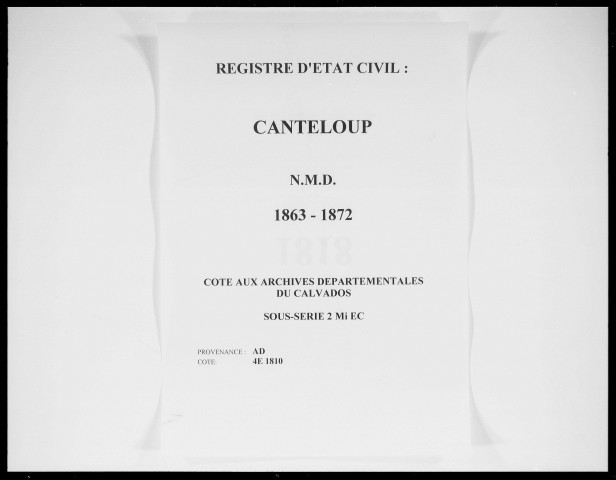 REGISTRE D'ETAT CIVIL :
CANTELOUP
N.M.D.
1863 - 1872
COTE AUX ARCHIVES DEPARTEMENTALES
DU CALVADOS
SOUS-SERIE 2 Mi EC
PROVENANCE : AD
COTE: 4E 1810